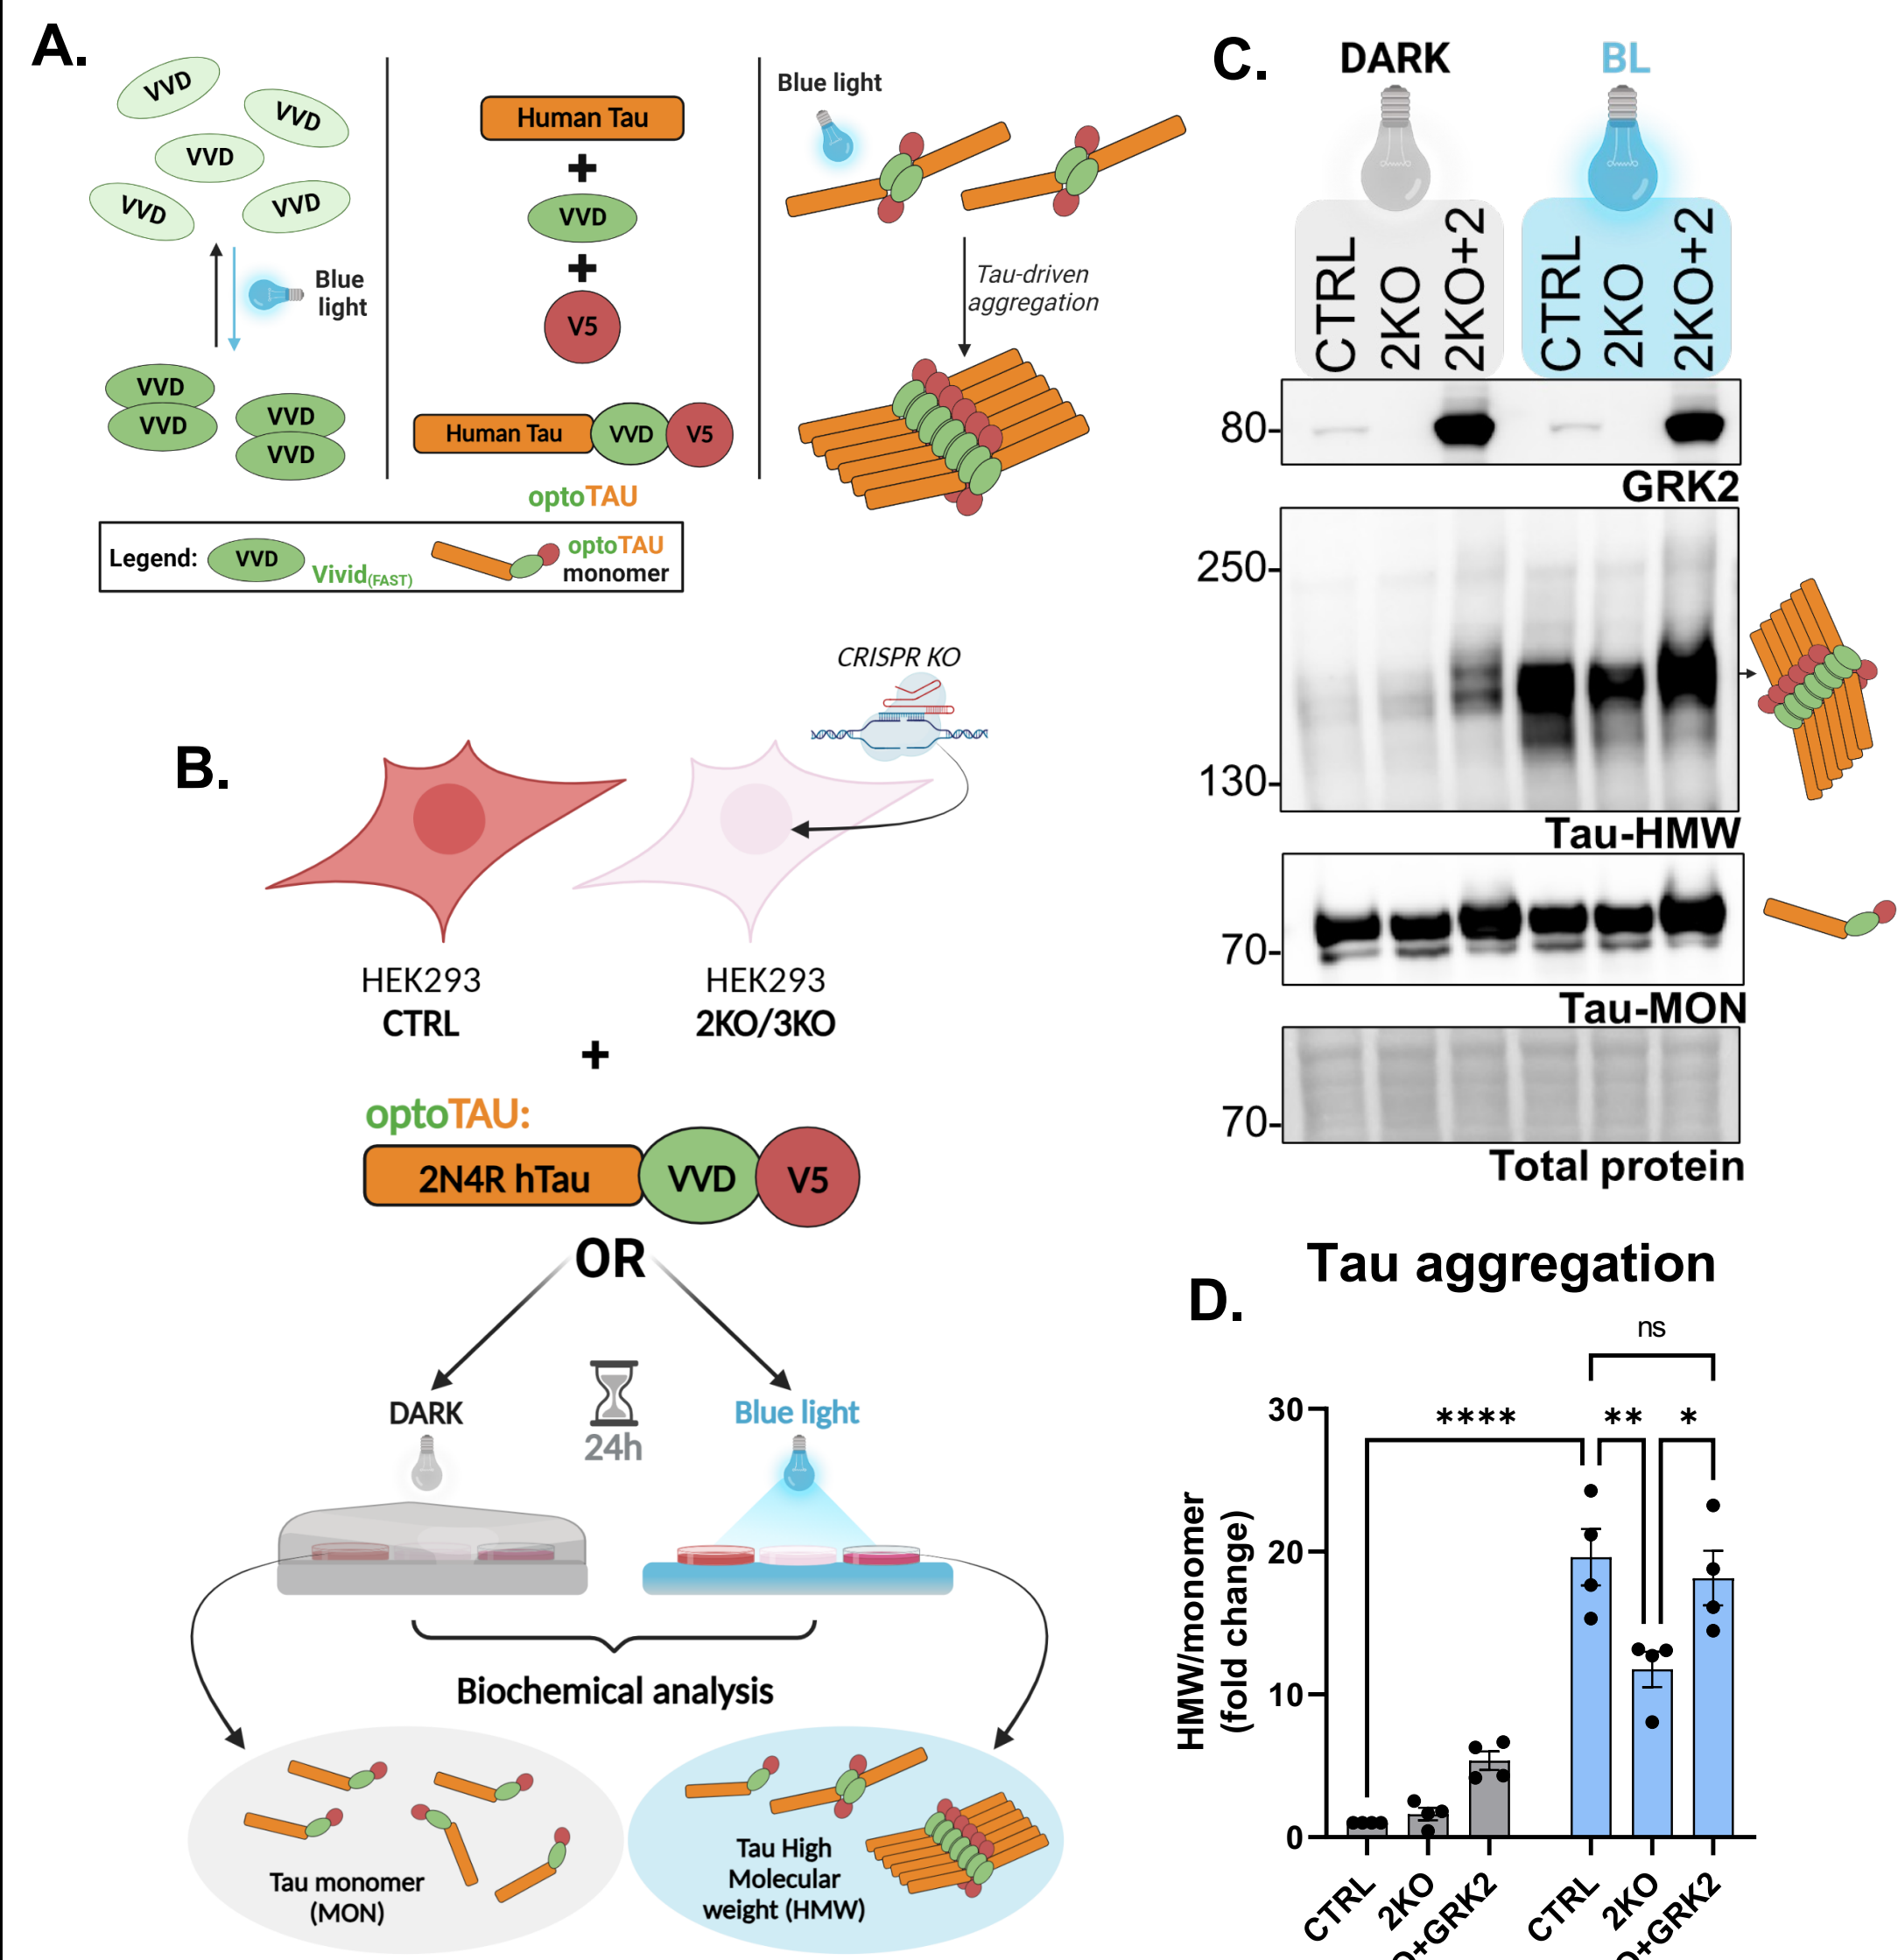 A.
VVD
VVD
VVD
VVD
VVD
Blue
light
VVD
VVD
VVD
VVD
Human Tau
+
VVD
+
V5
Human Tau VVD V5
optoTAU
Blue light
Tau-driven
aggregation
Legend: VVD Vivid(FAST) optoTAU
monomer
B.
CRISPR KO
HEK293
CTRL
HEK293
2KO/3KO
+
optoTAU:
2N4R hTau VVD V5
OR
DARK
24h
Blue light
Biochemical analysis
Tau monomer
(MON)
Tau High
Molecular
weight (HMW)
C.
DARK BL
CTRL
2KO
2KO+2
CTRL
2KO
2KO+2
80-
GRK2
250-
130-
Tau-HMW
70-
Tau-MON
70-
Total protein
D.
Tau aggregation
ns
**** ** *
HMW/monomer
(fold change)
30
20
10
0
CTRL
2KO
+GRK2
CTRL
2KO
+GRK2